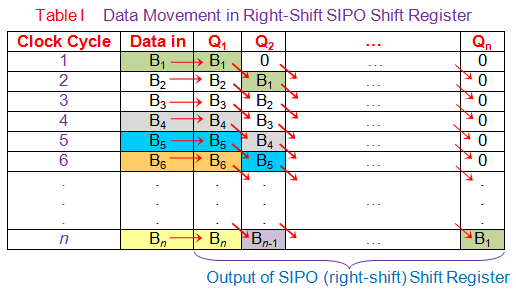 Table I Data Movement in Right-Shift SIPO Shift Register
Clock Cycle Data in Q1 Q2 ... Qn
1 B1 B1 0 ... 0
2 B2 B2 B1 ... 0
3 B3 B3 B2 ... 0
4 B4 B4 B3 ... 0
5 B5 B5 B4 ... 0
6 B6 B6 B5 ... 0
. . . . .
. . . . ... .
. . . . .
n Bn Bn Bn-1 ... B1
Output of SIPO (right-shift) Shift Register